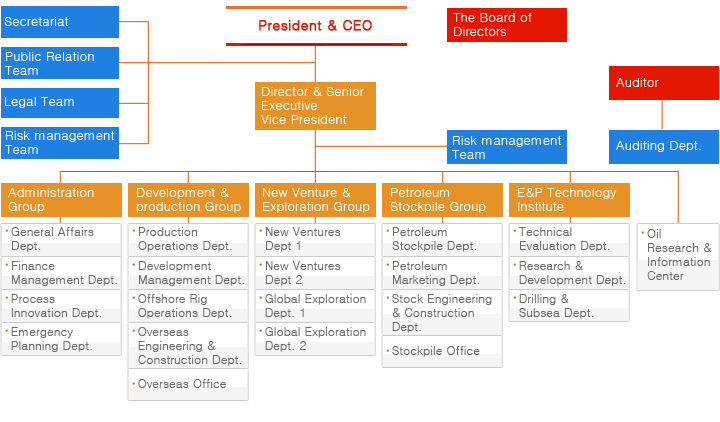 Secretariat
President & CEO
The Board of
Directors
Public Relation
Team
Director & Senior
Executive
Vice President
Auditor
Legal Team
Risk management
Team
Risk management
Team
Auditing Dept.
Administration
Group
Development &
production Group
New Venture &
Exploration Group
Petroleum
Stockpile Group
E&P Technology
Institute
General Affairs
Dept.
Finance
Management Dept.
Process
Innovation Dept.
Emergency
Planning Dept.
Production
Operations Dept.
Development
Management Dept.
Offshore Rig
Operations Dept.
Overseas
Engineering &
Construction Dept.
Overseas Office
New Ventures
Dept 1
New Ventures
Dept 2
Global Exploration
Dept. 1
Global Exploration
Dept. 2
Petroleum
Stockpile Dept.
Petroleum
Marketing Dept.
Stock Engineering
& Construction
Dept.
Stockpile Office
Technical
Evaluation Dept.
Research &
Development Dept.
Drilling &
Subsea Dept.
Oil
Research &
Information
Center